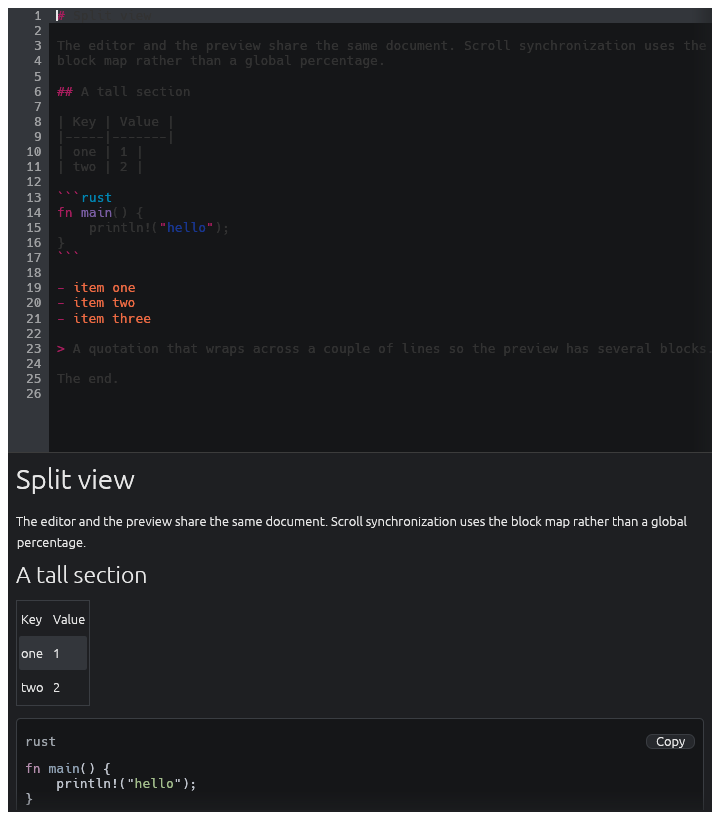 1 # Split view
2
3 The editor and the preview share the same document. Scroll synchronization uses the
4 block map rather than a global percentage.
5
6 ## A tall section
7
8 | Key | Value |
9 |-----|-------|
10 | one | 1 |
11 | two | 2 |
12
13 ```rust
14 fn main() {
15     println!("hello");
16 }
17 ```
18
19 - item one
20 - item two
21 - item three
22
23 > A quotation that wraps across a couple of lines so the preview has several blocks.
24
25 The end.
26
Split view
The editor and the preview share the same document. Scroll synchronization uses the block map rather than a global
percentage.
A tall section
Key Value
one 1
two 2
rust Copy
fn main() {
    println!("hello");
}